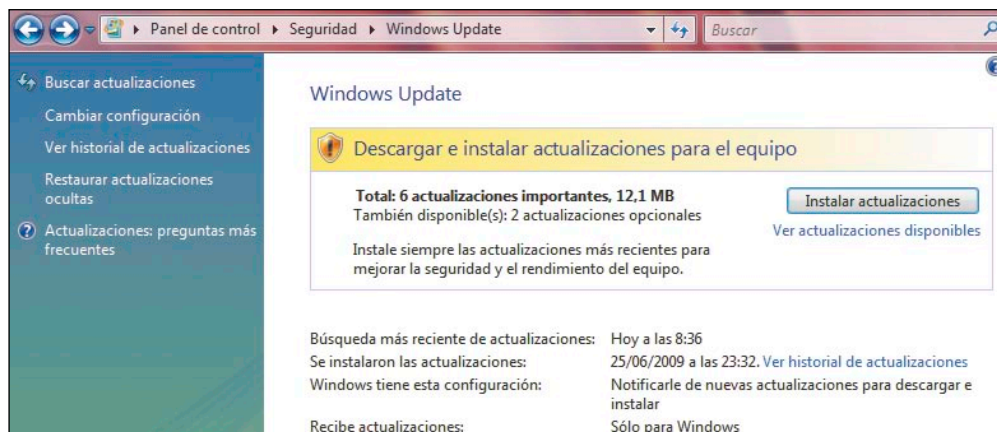 Panel de control ▸ Seguridad ▸ Windows Update
Buscar
Buscar actualizaciones
Cambiar configuración
Ver historial de actualizaciones
Restaurar actualizaciones
ocultas
Actualizaciones: preguntas más
frecuentes
Windows Update
Descargar e instalar actualizaciones para el equipo
Total: 6 actualizaciones importantes, 12,1 MB
También disponible(s): 2 actualizaciones opcionales
Instalar actualizaciones
Ver actualizaciones disponibles
Instale siempre las actualizaciones más recientes para
mejorar la seguridad y el rendimiento del equipo.
Búsqueda más reciente de actualizaciones: Hoy a las 8:36
Se instalaron las actualizaciones: 25/06/2009 a las 23:32. Ver historial de actualizaciones
Windows tiene esta configuración: Notificarle de nuevas actualizaciones para descargar e
instalar
Recibe actualizaciones: Sólo para Windows